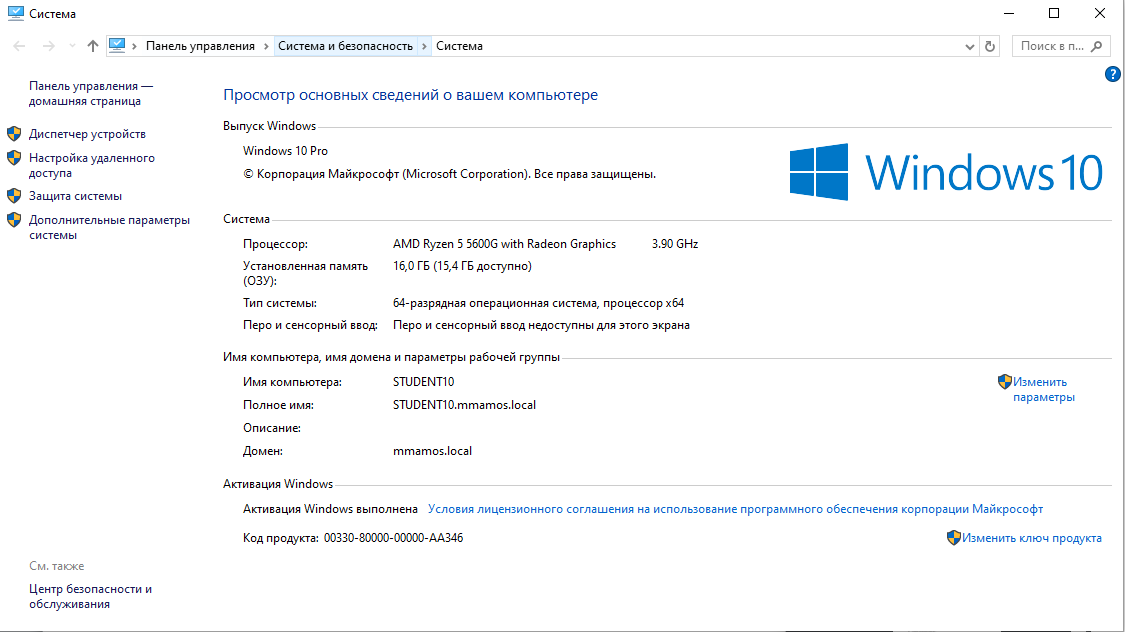 Система
Панель управления › Система и безопасность › Система
Поиск в п...
?
Панель управления —
домашняя страница
Диспетчер устройств
Настройка удаленного
доступа
Защита системы
Дополнительные параметры
системы
См. также
Центр безопасности и
обслуживания
Просмотр основных сведений о вашем компьютере
Выпуск Windows
Windows 10 Pro
© Корпорация Майкрософт (Microsoft Corporation). Все права защищены.
Windows 10
Система
Процессор: AMD Ryzen 5 5600G with Radeon Graphics 3.90 GHz
Установленная память
(ОЗУ):
16,0 ГБ (15,4 ГБ доступно)
Тип системы: 64-разрядная операционная система, процессор x64
Перо и сенсорный ввод: Перо и сенсорный ввод недоступны для этого экрана
Имя компьютера, имя домена и параметры рабочей группы
Имя компьютера: STUDENT10
Изменить
параметры
Полное имя: STUDENT10.mmamos.local
Описание:
Домен: mmamos.local
Активация Windows
Активация Windows выполнена Условия лицензионного соглашения на использование программного обеспечения корпорации Майкрософт
Код продукта: 00330-80000-00000-AA346
Изменить ключ продукта